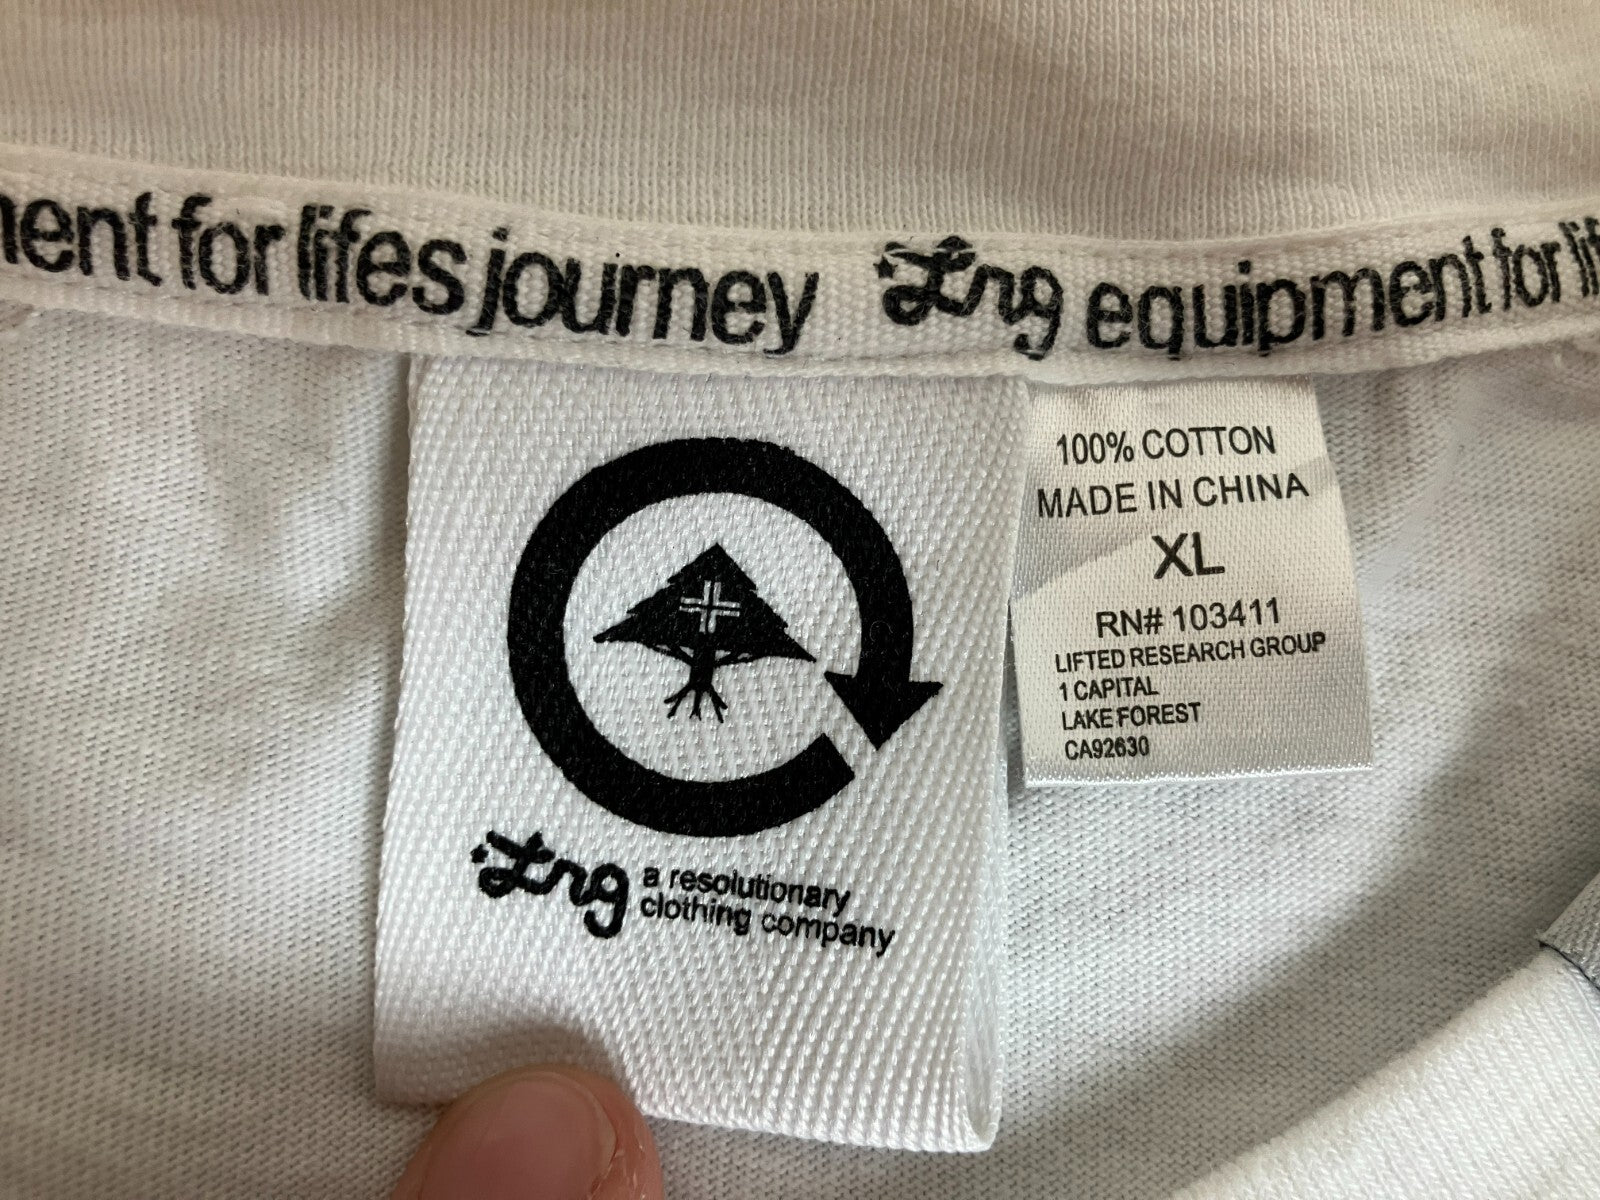 ment for lifes journey Lrg equipment for lif
Lrg a resolutionary
clothing company
100% COTTON
MADE IN CHINA
XL
RN# 103411
LIFTED RESEARCH GROUP
1 CAPITAL
LAKE FOREST
CA92630